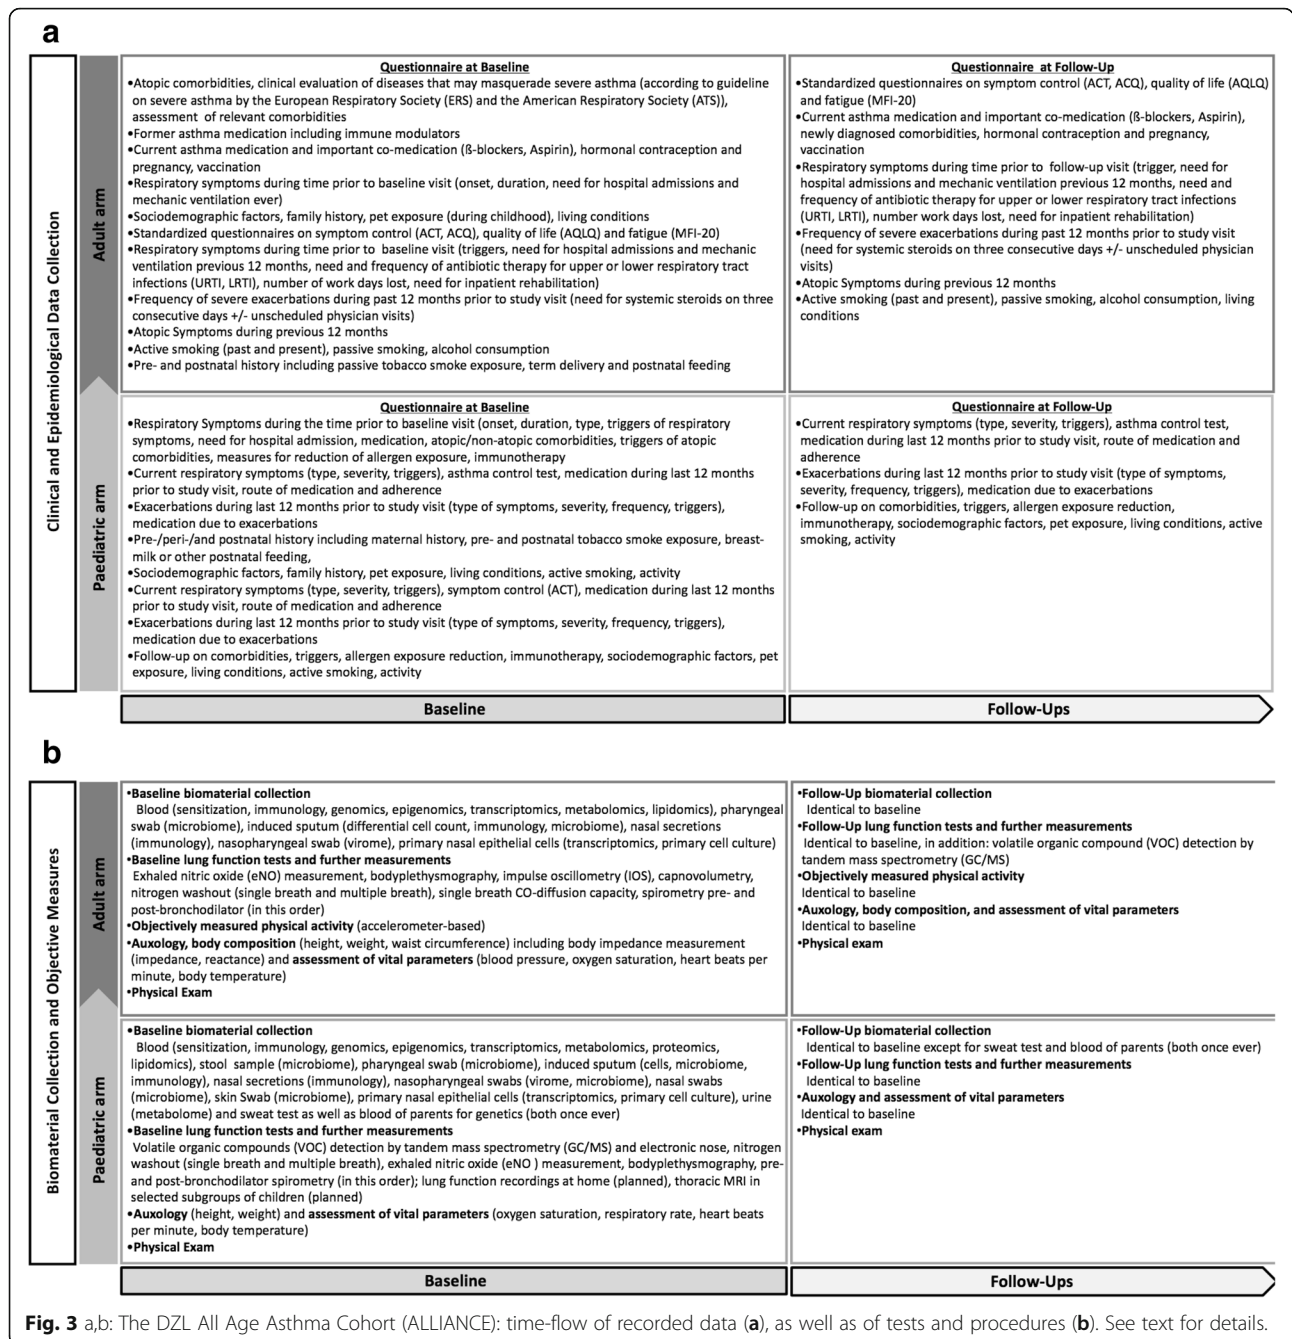 a
Clinical and Epidemiological Data Collection
Adult arm
Questionnaire at Baseline
•Atopic comorbidities, clinical evaluation of diseases that may masquerade severe asthma (according to guideline
on severe asthma by the European Respiratory Society (ERS) and the American Respiratory Society (ATS)),
assessment of relevant comorbidities
•Former asthma medication including immune modulators
•Current asthma medication and important co-medication (ß-blockers, Aspirin), hormonal contraception and
pregnancy, vaccination
•Respiratory symptoms during time prior to baseline visit (onset, duration, need for hospital admissions and
mechanic ventilation ever)
•Sociodemographic factors, family history, pet exposure (during childhood), living conditions
•Standardized questionnaires on symptom control (ACT, ACQ), quality of life (AQLQ) and fatigue (MFI-20)
•Respiratory symptoms during time prior to baseline visit (triggers, need for hospital admissions and mechanic
ventilation previous 12 months, need and frequency of antibiotic therapy for upper or lower respiratory tract
infections (URTI, LRTI), number of work days lost, need for inpatient rehabilitation)
•Frequency of severe exacerbations during past 12 months prior to study visit (need for systemic steroids on three
consecutive days +/- unscheduled physician visits)
•Atopic Symptoms during previous 12 months
•Active smoking (past and present), passive smoking, alcohol consumption
•Pre- and postnatal history including passive tobacco smoke exposure, term delivery and postnatal feeding
Questionnaire at Follow-Up
•Standardized questionnaires on symptom control (ACT, ACQ), quality of life (AQLQ)
and fatigue (MFI-20)
•Current asthma medication and important co-medication (ß-blockers, Aspirin),
newly diagnosed comorbidities, hormonal contraception and pregnancy,
vaccination
•Respiratory symptoms during time prior to follow-up visit (trigger, need for
hospital admissions and mechanic ventilation previous 12 months, need and
frequency of antibiotic therapy for upper or lower respiratory tract infections
(URTI, LRTI), number work days lost, need for inpatient rehabilitation)
•Frequency of severe exacerbations during past 12 months prior to study visit
(need for systemic steroids on three consecutive days +/- unscheduled physician
visits)
•Atopic Symptoms during previous 12 months
•Active smoking (past and present), passive smoking, alcohol consumption, living
conditions
Paediatric arm
Questionnaire at Baseline
•Respiratory Symptoms during the time prior to baseline visit (onset, duration, type, triggers of respiratory
symptoms, need for hospital admission, medication, atopic/non-atopic comorbidities, triggers of atopic
comorbidities, measures for reduction of allergen exposure, immunotherapy
•Current respiratory symptoms (type, severity, triggers), asthma control test, medication during last 12 months
prior to study visit, route of medication and adherence
•Exacerbations during last 12 months prior to study visit (type of symptoms, severity, frequency, triggers),
medication due to exacerbations
•Pre-/peri-/and postnatal history including maternal history, pre- and postnatal tobacco smoke exposure, breast-
milk or other postnatal feeding,
•Sociodemographic factors, family history, pet exposure, living conditions, active smoking, activity
•Current respiratory symptoms (type, severity, triggers), symptom control (ACT), medication during last 12 months
prior to study visit, route of medication and adherence
•Exacerbations during last 12 months prior to study visit (type of symptoms, severity, frequency, triggers),
medication due to exacerbations
•Follow-up on comorbidities, triggers, allergen exposure reduction, immunotherapy, sociodemographic factors, pet
exposure, living conditions, active smoking, activity
Questionnaire at Follow-Up
•Current respiratory symptoms (type, severity, triggers), asthma control test,
medication during last 12 months prior to study visit, route of medication and
adherence
•Exacerbations during last 12 months prior to study visit (type of symptoms,
severity, frequency, triggers), medication due to exacerbations
•Follow-up on comorbidities, triggers, allergen exposure reduction,
immunotherapy, sociodemographic factors, pet exposure, living conditions, active
smoking, activity
Baseline
Follow-Ups
b
Biomaterial Collection and Objective Measures
Adult arm
•Baseline biomaterial collection
Blood (sensitization, immunology, genomics, epigenomics, transcriptomics, metabolomics, lipidomics), pharyngeal
swab (microbiome), induced sputum (differential cell count, immunology, microbiome), nasal secretions
(immunology), nasopharyngeal swab (virome), primary nasal epithelial cells (transcriptomics, primary cell culture)
•Baseline lung function tests and further measurements
Exhaled nitric oxide (eNO) measurement, bodyplethysmography, impulse oscillometry (IOS), capnovolumetry,
nitrogen washout (single breath and multiple breath), single breath CO-diffusion capacity, spirometry pre- and
post-bronchodilator (in this order)
•Objectively measured physical activity (accelerometer-based)
•Auxology, body composition (height, weight, waist circumference) including body impedance measurement
(impedance, reactance) and assessment of vital parameters (blood pressure, oxygen saturation, heart beats per
minute, body temperature)
•Physical Exam
•Follow-Up biomaterial collection
Identical to baseline
•Follow-Up lung function tests and further measurements
Identical to baseline, in addition: volatile organic compound (VOC) detection by
tandem mass spectrometry (GC/MS)
•Objectively measured physical activity
Identical to baseline
•Auxology, body composition, and assessment of vital parameters
Identical to baseline
•Physical exam
Paediatric arm
•Baseline biomaterial collection
Blood (sensitization, immunology, genomics, epigenomics, transcriptomics, metabolomics, proteomics,
lipidomics), stool sample (microbiome), pharyngeal swab (microbiome), induced sputum (cells, microbiome,
immunology), nasal secretions (immunology), nasopharyngeal swabs (virome, microbiome), nasal swabs
(microbiome), skin Swab (microbiome), primary nasal epithelial cells (transcriptomics, primary cell culture), urine
(metabolome) and sweat test as well as blood of parents for genetics (both once ever)
•Baseline lung function tests and further measurements
Volatile organic compounds (VOC) detection by tandem mass spectrometry (GC/MS) and electronic nose, nitrogen
washout (single breath and multiple breath), exhaled nitric oxide (eNO ) measurement, bodyplethysmography, pre-
and post-bronchodilator spirometry (in this order); lung function recordings at home (planned), thoracic MRI in
selected subgroups of children (planned)
•Auxology (height, weight) and assessment of vital parameters (oxygen saturation, respiratory rate, heart beats
per minute, body temperature)
•Physical Exam
•Follow-Up biomaterial collection
Identical to baseline except for sweat test and blood of parents (both once ever)
•Follow-Up lung function tests and further measurements
Identical to baseline
•Auxology and assessment of vital parameters
Identical to baseline
•Physical exam
Baseline
Follow-Ups
Fig. 3 a,b: The DZL All Age Asthma Cohort (ALLIANCE): time-flow of recorded data (a), as well as of tests and procedures (b). See text for details.